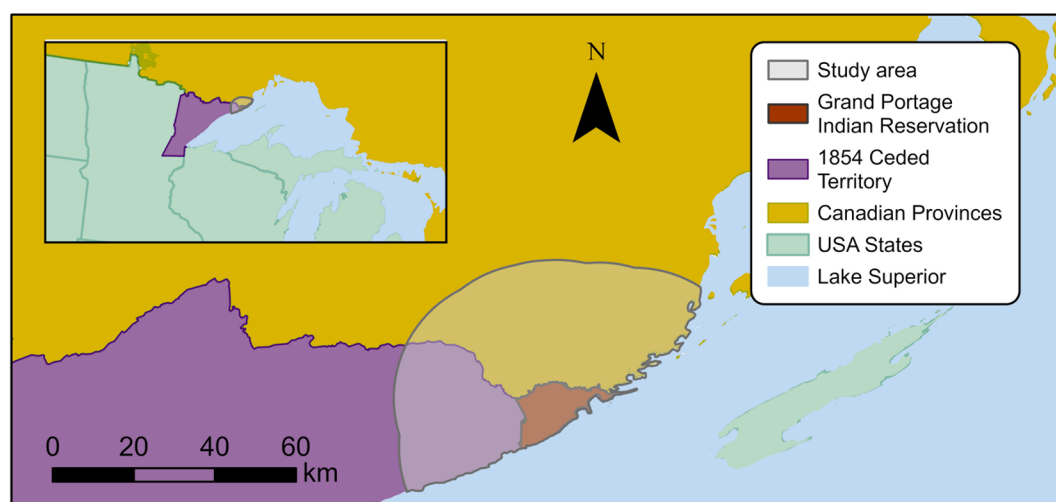 N
Study area
Grand Portage
Indian Reservation
1854 Ceded
Territory
Canadian Provinces
USA States
Lake Superior
0 20 40 60
km